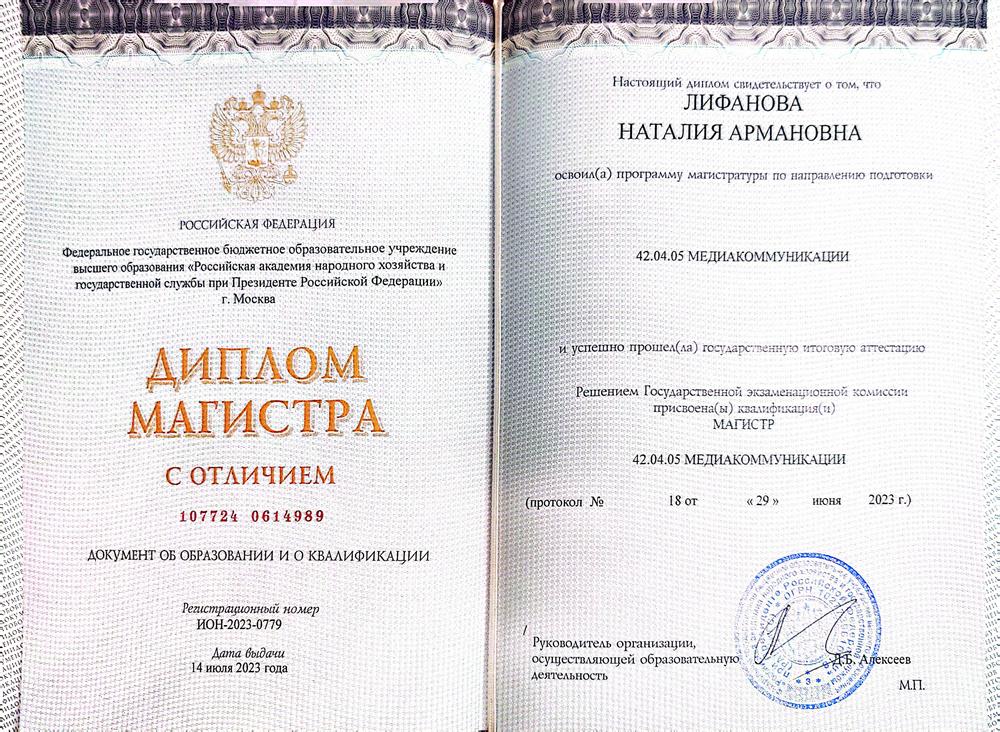 РОССИЙСКАЯ ФЕДЕРАЦИЯ
Федеральное государственное бюджетное образовательное учреждение
высшего образования «Российская академия народного хозяйства и
государственной службы при Президенте Российской Федерации»
г. Москва
ДИПЛОМ
МАГИСТРА
С ОТЛИЧИЕМ
107724 0614989
ДОКУМЕНТ ОБ ОБРАЗОВАНИИ И О КВАЛИФИКАЦИИ
Регистрационный номер
ИОН-2023-0779
Дата выдачи
14 июля 2023 года
Настоящий диплом свидетельствует о том, что
ЛИФАНОВА
НАТАЛИЯ АРМАНОВНА
освоил(а) программу магистратуры по направлению подготовки
42.04.05 МЕДИАКОММУНИКАЦИИ
и успешно прошел(ла) государственную итоговую аттестацию
Решением Государственной экзаменационной комиссии
присвоена(ы) квалификация(и)
МАГИСТР
42.04.05 МЕДИАКОММУНИКАЦИИ
(протокол № 18 от « 29 » июня 2023 г.)
Руководитель организации,
осуществляющей образовательную
деятельность
Д.Б. Алексеев
М.П.